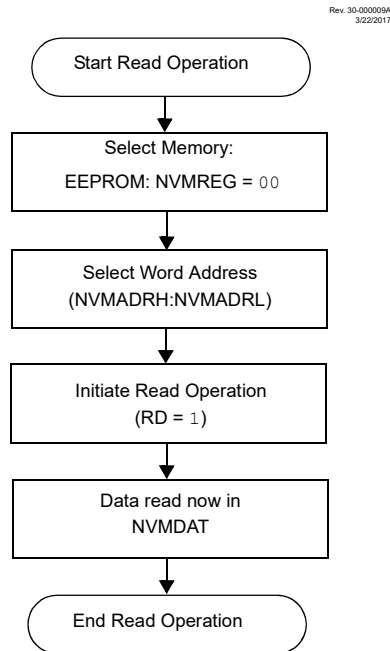 Rev. 30-000009A
3/22/2017
Start Read Operation
Select Memory:
EEPROM: NVMREG = 00
Select Word Address
(NVMADRH:NVMADRL)
Initiate Read Operation
(RD = 1)
Data read now in
NVMDAT
End Read Operation